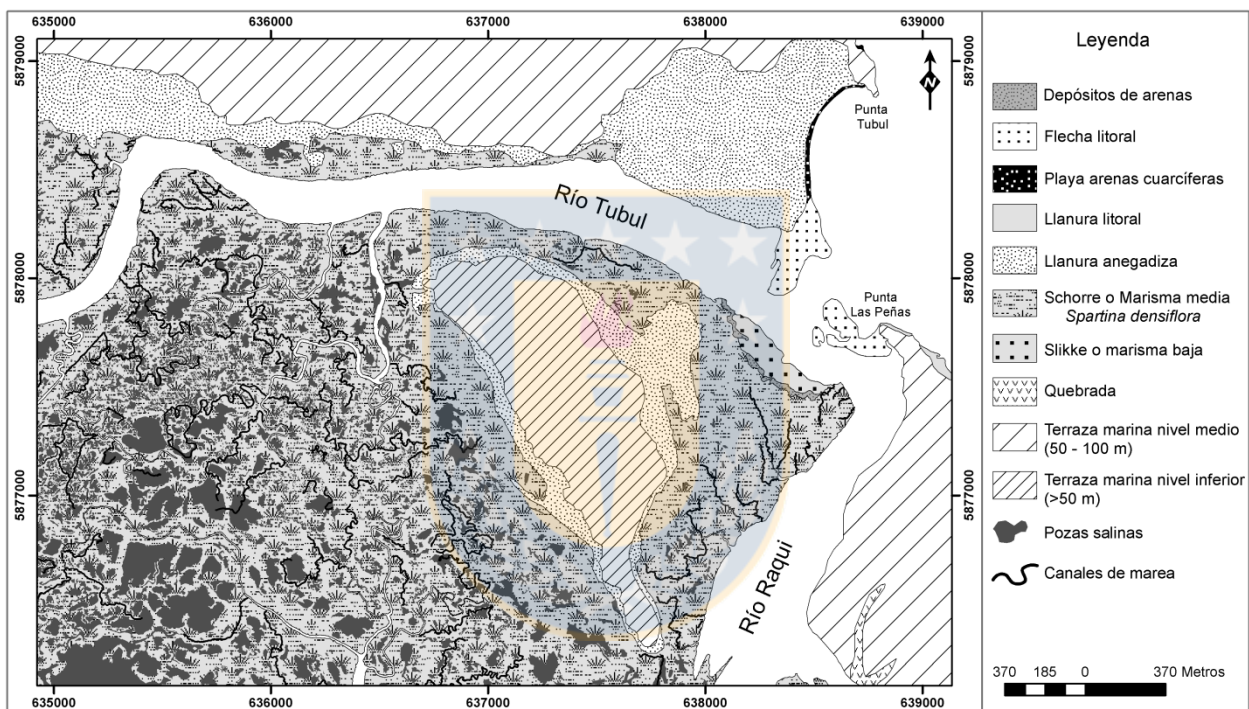 635000
636000
637000
638000
639000
5879000
5879000
5878000
5878000
5877000
5877000
N
Punta
Tubul
Río Tubul
Punta
Las Peñas
Río Raqui
635000
636000
637000
638000
639000
Leyenda
Depósitos de arenas
Flecha litoral
Playa arenas cuarcíferas
Llanura litoral
Llanura anegadiza
Schorre o Marisma media
Spartina densiflora
Slikke o marisma baja
Quebrada
Terraza marina nivel medio
(50 - 100 m)
Terraza marina nivel inferior
(>50 m)
Pozas salinas
Canales de marea
370 185 0 370 Metros